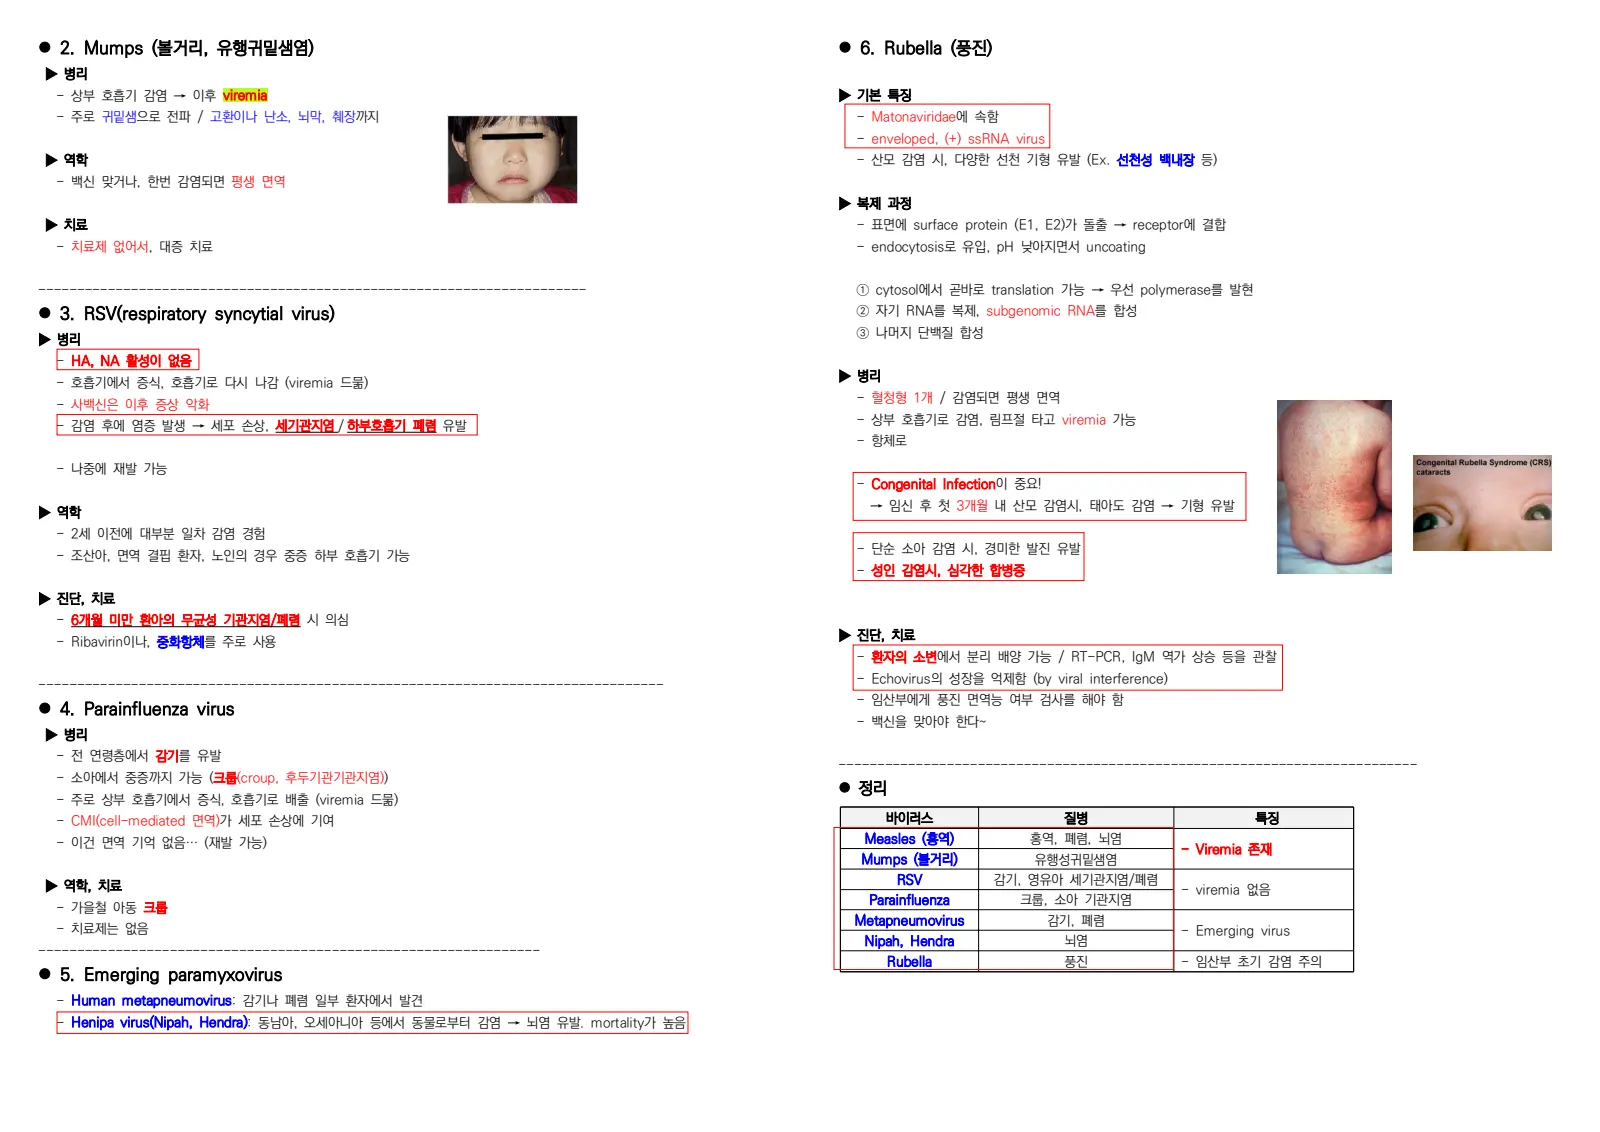 ● 2. Mumps (볼거리, 유행귀밑샘염)
▶ 병리
- 상부 호흡기 감염 → 이후 viremia
- 주로 귀밑샘으로 전파 / 고환이나 난소, 뇌막, 췌장까지
▶ 역학
- 백신 맞거나, 한번 감염되면 평생 면역
▶ 치료
- 치료제 없어서, 대증 치료
● 3. RSV(respiratory syncytial virus)
▶ 병리
- HA, NA 활성이 없음
- 호흡기에서 증식, 호흡기로 다시 나감 (viremia 드묾)
- 사백신은 이후 증상 악화
- 감염 후에 염증 발생 → 세포 손상, 세기관지염 / 하부호흡기 폐렴 유발
- 나중에 재발 가능
▶ 역학
- 2세 이전에 대부분 일차 감염 경험
- 조산아, 면역 결핍 환자, 노인의 경우 중증 하부 호흡기 가능
▶ 진단, 치료
- 6개월 미만 환아의 무균성 기관지염/폐렴 시 의심
- Ribavirin이나, 중화항체를 주로 사용
● 4. Parainfluenza virus
▶ 병리
- 전 연령층에서 감기를 유발
- 소아에서 중증까지 가능 (크룹(croup, 후두기관기관지염))
- 주로 상부 호흡기에서 증식, 호흡기로 배출 (viremia 드묾)
- CMI(cell-mediated 면역)가 세포 손상에 기여
- 이건 면역 기억 없음… (재발 가능)
▶ 역학, 치료
- 가을철 아동 크룹
- 치료제는 없음
● 5. Emerging paramyxovirus
- Human metapneumovirus: 감기나 폐렴 일부 환자에서 발견
- Henipa virus(Nipah, Hendra): 동남아, 오세아니아 등에서 동물로부터 감염 → 뇌염 유발. mortality가 높음
● 6. Rubella (풍진)
▶ 기본 특징
- Matonaviridae에 속함
- enveloped, (+) ssRNA virus
- 산모 감염 시, 다양한 선천 기형 유발 (Ex. 선천성 백내장 등)
▶ 복제 과정
- 표면에 surface protein (E1, E2)가 돌출 → receptor에 결합
- endocytosis로 유입, pH 낮아지면서 uncoating
① cytosol에서 곧바로 translation 가능 → 우선 polymerase를 발현
② 자기 RNA를 복제, subgenomic RNA를 합성
③ 나머지 단백질 합성
▶ 병리
- 혈청형 1개 / 감염되면 평생 면역
- 상부 호흡기로 감염, 림프절 타고 viremia 가능
- 항체로
- Congenital Infection이 중요!
→ 임신 후 첫 3개월 내 산모 감염시, 태아도 감염 → 기형 유발
- 단순 소아 감염 시, 경미한 발진 유발
- 성인 감염시, 심각한 합병증
Congenital Rubella Syndrome (CRS)
cataracts
▶ 진단, 치료
- 환자의 소변에서 분리 배양 가능 / RT-PCR, IgM 역가 상승 등을 관찰
- Echovirus의 성장을 억제함 (by viral interference)
- 임산부에게 풍진 면역능 여부 검사를 해야 함
- 백신을 맞아야 한다~
● 정리
바이러스 질병 특징
Measles (홍역) 홍역, 폐렴, 뇌염 - Viremia 존재
Mumps (볼거리) 유행성귀밑샘염
RSV 감기, 영유아 세기관지염/폐렴 - viremia 없음
Parainfluenza 크룹, 소아 기관지염
Metapneumovirus 감기, 폐렴 - Emerging virus
Nipah, Hendra 뇌염
Rubella 풍진 - 임산부 초기 감염 주의